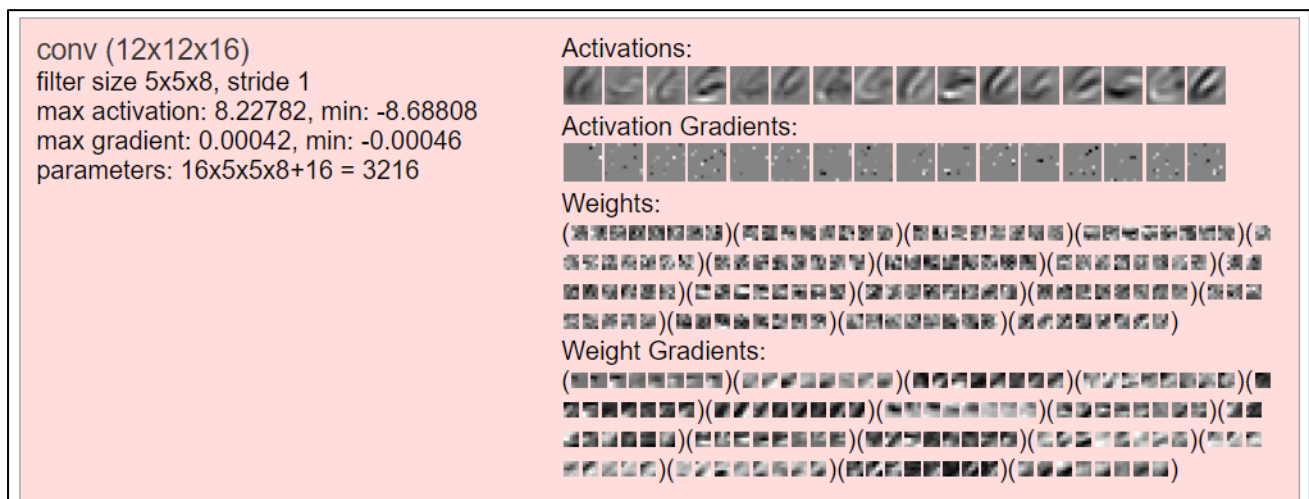 conv (12x12x16)
filter size 5x5x8, stride 1
max activation: 8.22782, min: -8.68808
max gradient: 0.00042, min: -0.00046
parameters: 16x5x5x8+16 = 3216
Activations:
Activation Gradients:
Weights:
Weight Gradients: